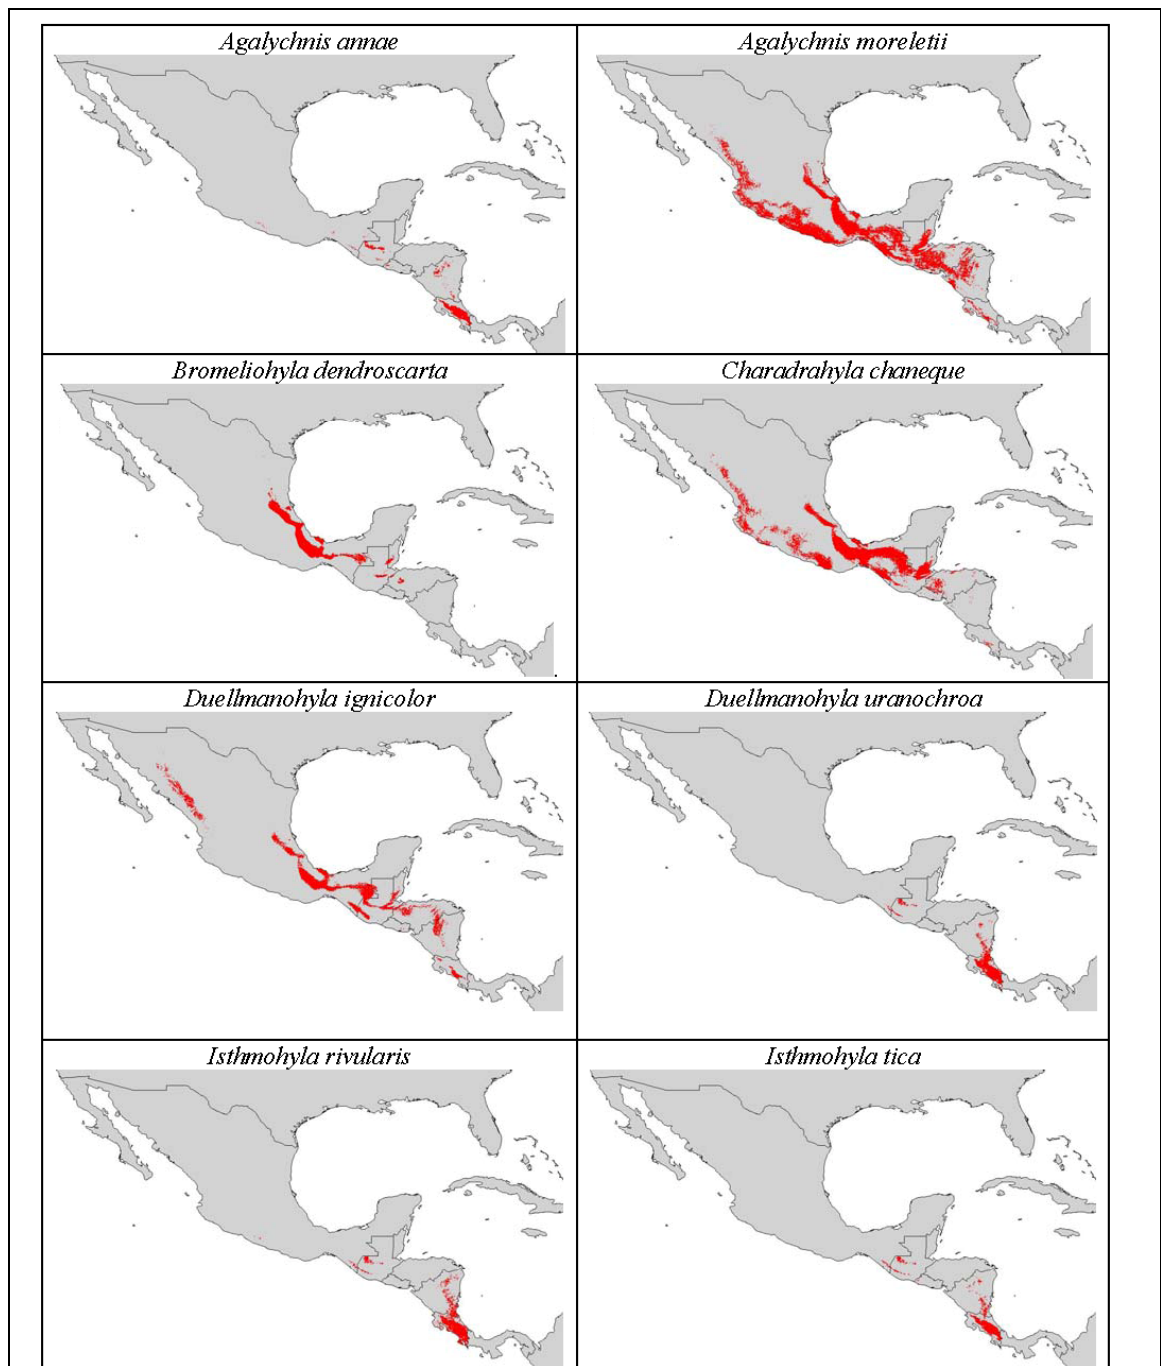 Agalychnis annae
Agalychnis moreletii
Bromeliohyla dendroscarta
Charadrahyla chaneque
Duellmanohyla ignicolor
Duellmanohyla uranochroa
Isthmohyla rivularis
Isthmohyla tica